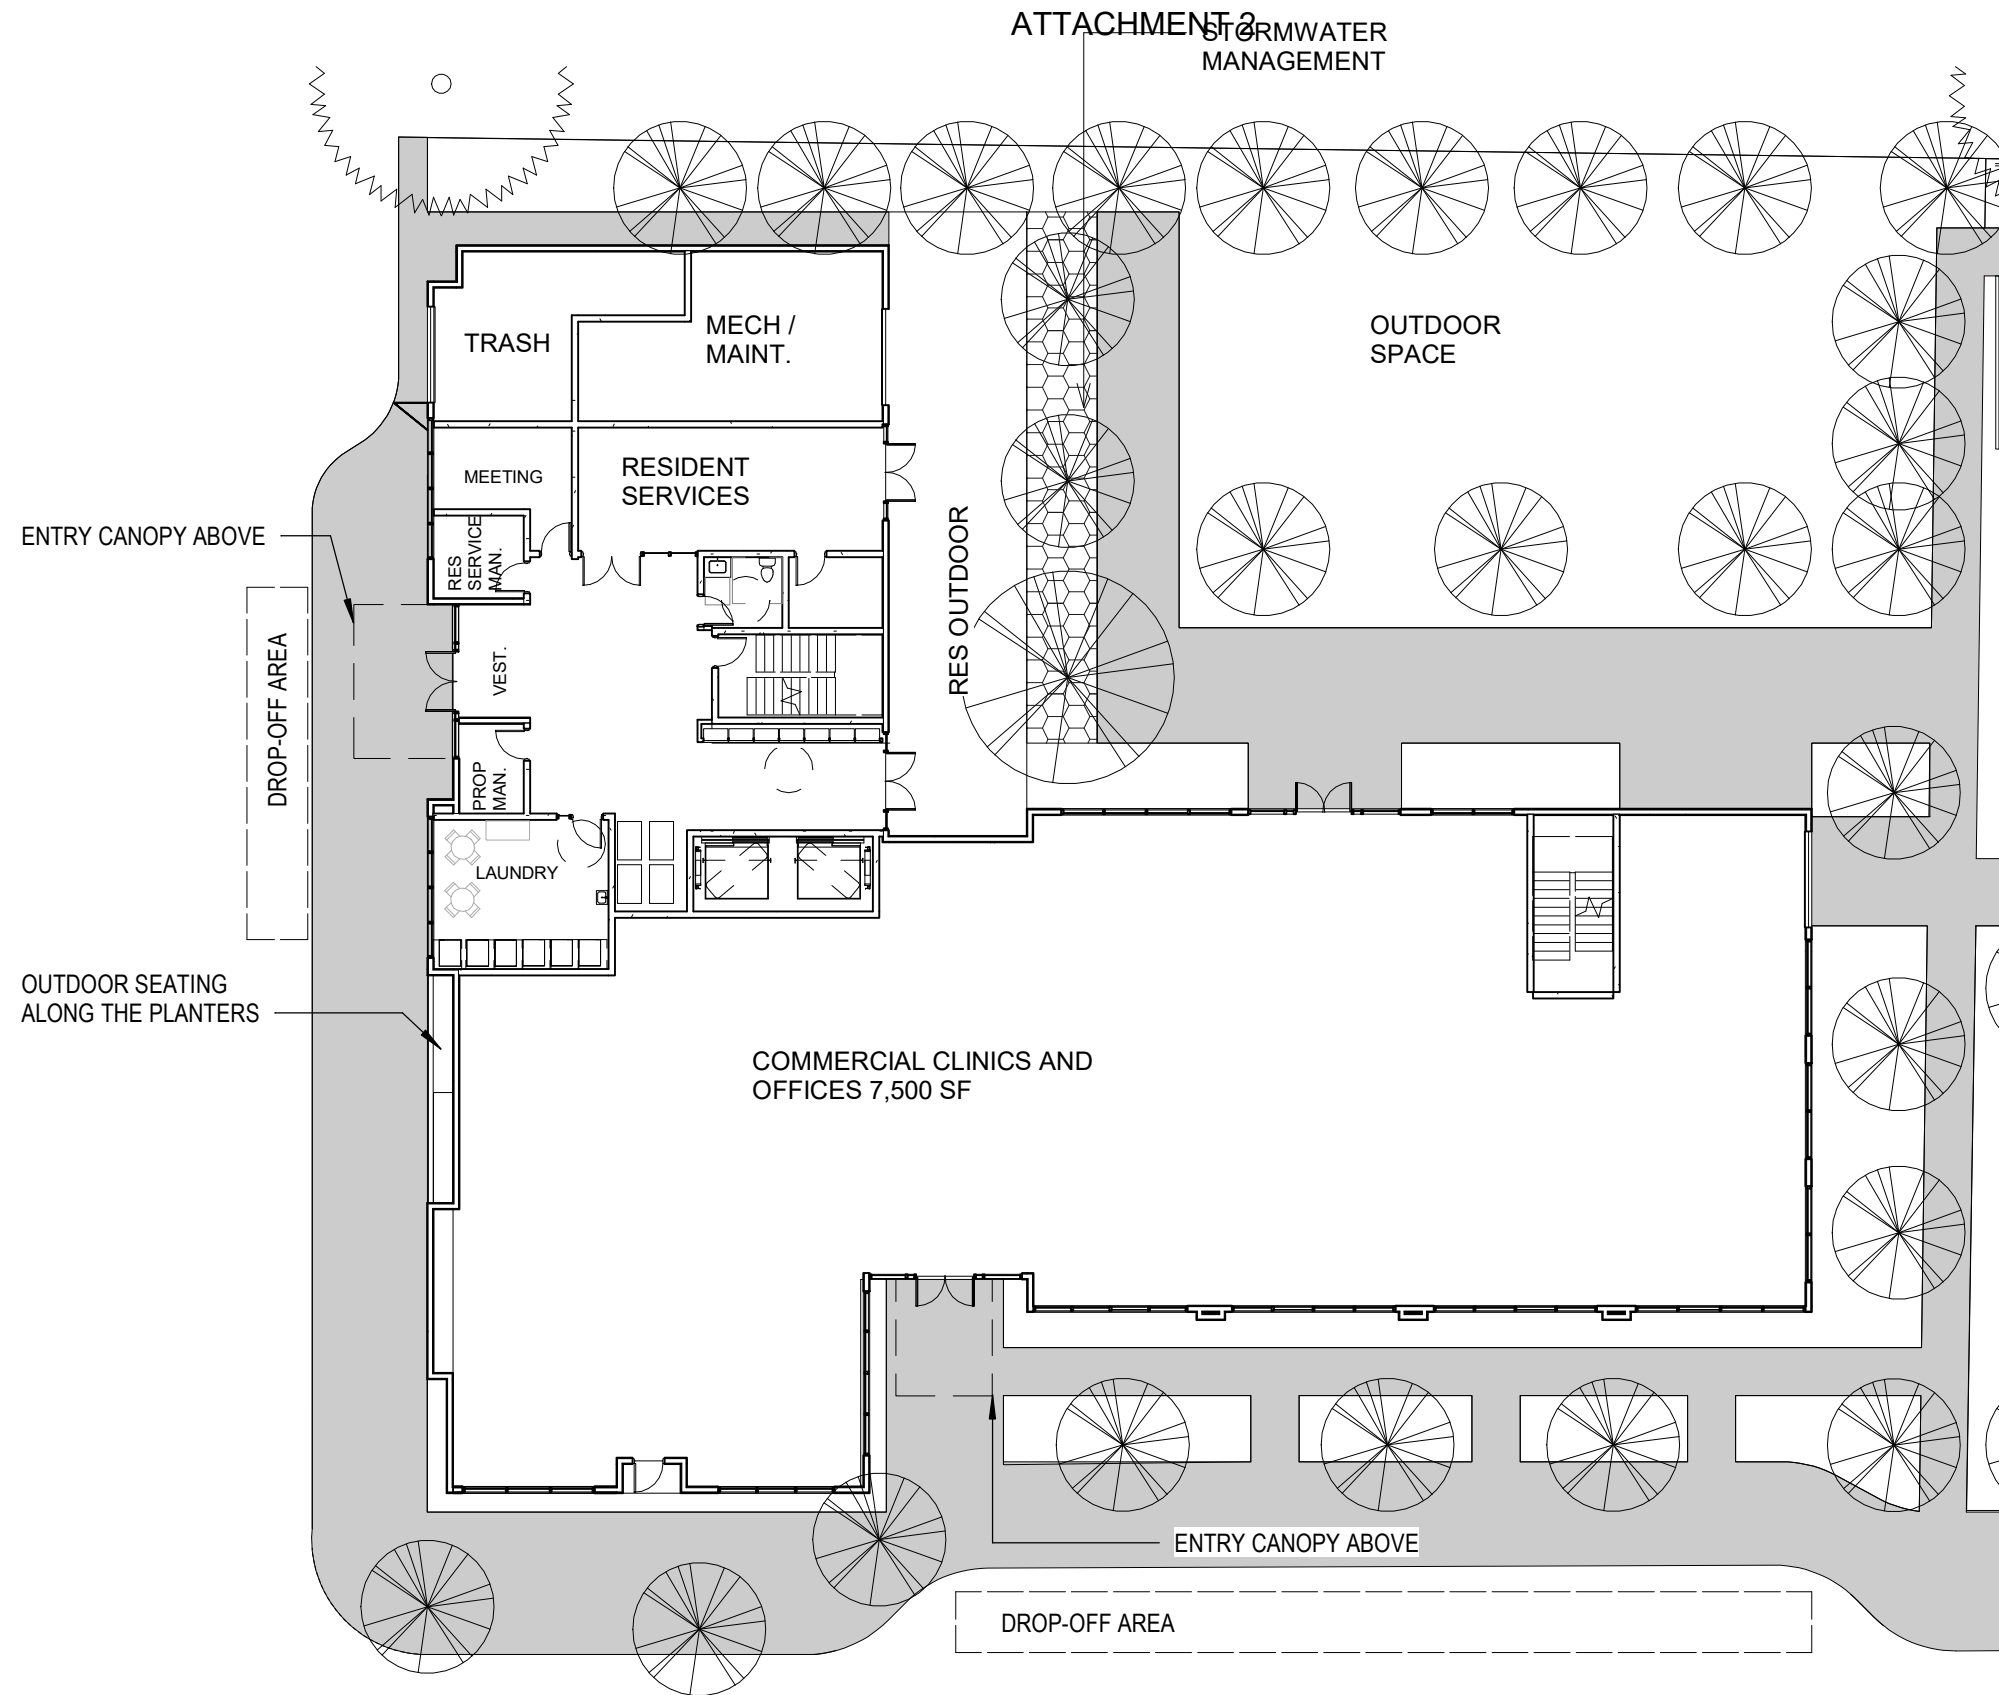 ATTACHMENT 2
STORMWATER
MANAGEMENT
TRASH
MECH /
MAINT.
OUTDOOR
SPACE
MEETING
RESIDENT
SERVICES
ENTRY CANOPY ABOVE
RES
SERVICE
MAN.
RES OUTDOOR
DROP-OFF AREA
VEST.
PROP
MAN.
LAUNDRY
OUTDOOR SEATING
ALONG THE PLANTERS
COMMERCIAL CLINICS AND
OFFICES 7,500 SF
ENTRY CANOPY ABOVE
DROP-OFF AREA